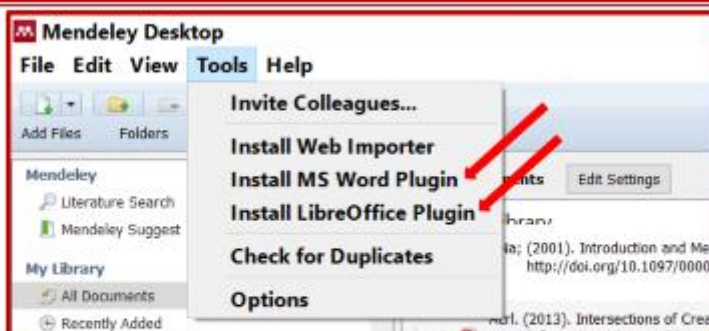 Mendeley Desktop
File Edit View Tools Help
Invite Colleagues...
Add Files Folders
Install Web Importer
Mendeley
Install MS Word Plugin
Edit Settings
Literature Search
Install LibreOffice Plugin
Mendeley Suggest
(2001). Introduction and Me
Check for Duplicates
http://doi.org/10.1097/0000
My Library
All Documents
Options
(2013). Intersections of Crea
Recently Added